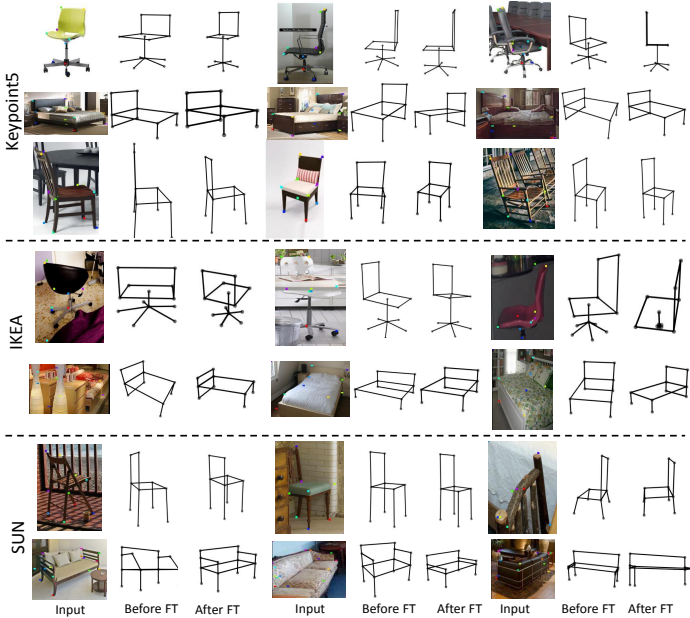 Keypoint5
IKEA
SUN
Input Before FT After FT Input Before FT After FT Input Before FT After FT